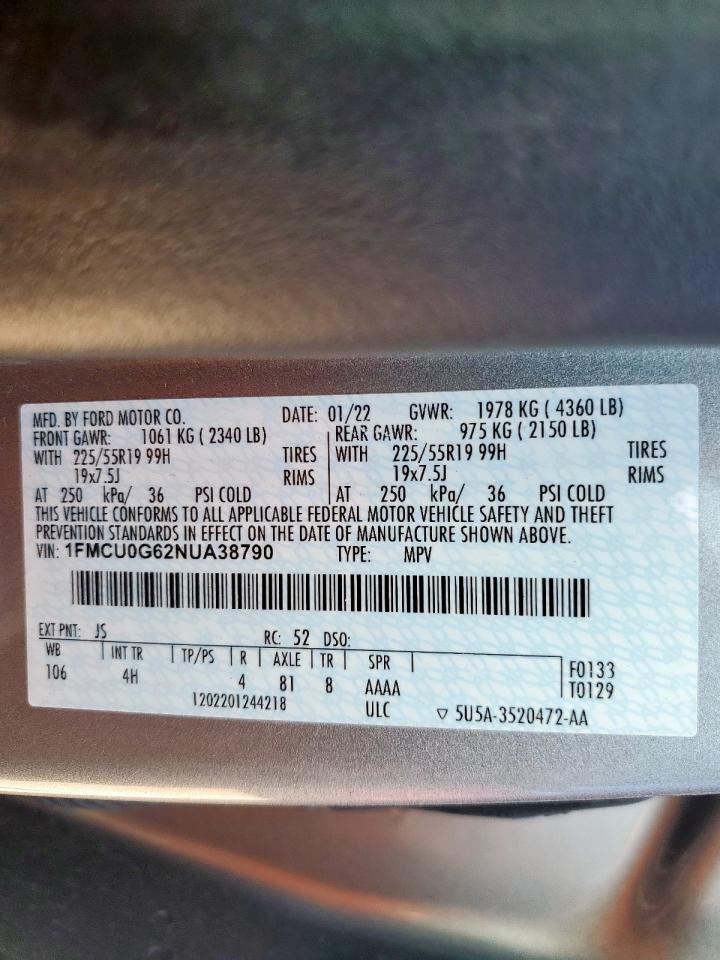 MFD. BY FORD MOTOR CO. DATE: 01/22 GVWR: 1978 KG ( 4360 LB)
FRONT GAWR: 1061 KG ( 2340 LB) REAR GAWR: 975 KG ( 2150 LB)
WITH 225/55R19 99H TIRES WITH 225/55R19 99H TIRES
19x7.5J RIMS 19x7.5J RIMS
AT 250 kPa/ 36 PSI COLD AT 250 kPa/ 36 PSI COLD
THIS VEHICLE CONFORMS TO ALL APPLICABLE FEDERAL MOTOR VEHICLE SAFETY AND THEFT
PREVENTION STANDARDS IN EFFECT ON THE DATE OF MANUFACTURE SHOWN ABOVE.
VIN: 1FMCU0G62NUA38790 TYPE: MPV
EXT PNT: JS RC: 52 DSO:
WB INT TR TP/PS R AXLE TR SPR F0133
106 4H 4 81 8 AAAA T0129
1202201244218 ULC ▽ 5U5A-3520472-AA